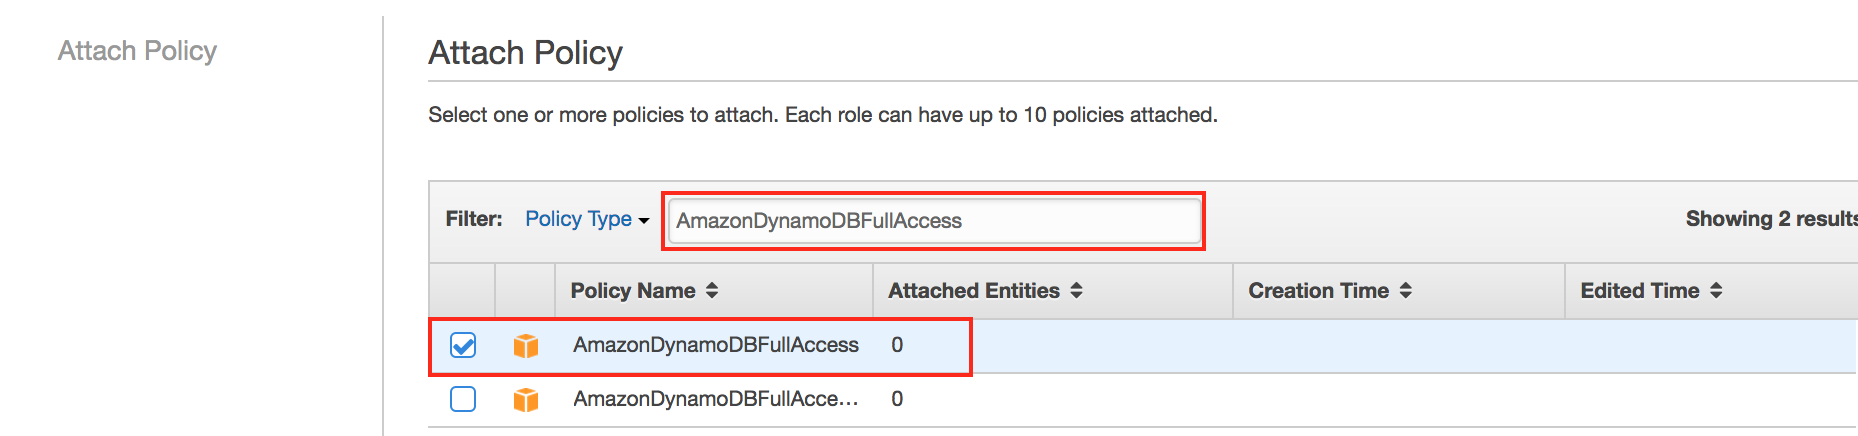 Attach Policy
Attach Policy
Select one or more policies to attach. Each role can have up to 10 policies attached.
Filter: Policy Type AmazonDynamoDBFullAccess Showing 2 results
Policy Name Attached Entities Creation Time Edited Time
AmazonDynamoDBFullAccess 0
AmazonDynamoDBFullAcce… 0